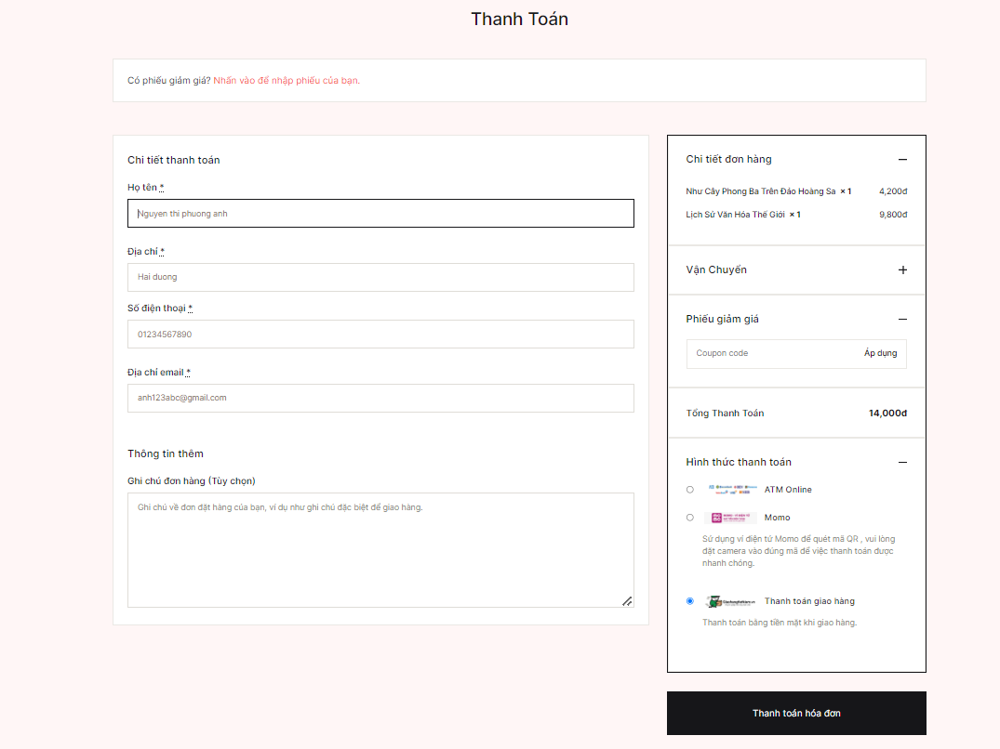 Thanh Toán
Có phiếu giảm giá? Nhấn vào để nhập phiếu của bạn.
Chi tiết thanh toán
Họ tên *
Nguyen thi phuong anh
Địa chỉ *
Hai duong
Số điện thoại *
01234567890
Địa chỉ email *
anh123abc@gmail.com
Thông tin thêm
Ghi chú đơn hàng (Tùy chọn)
Ghi chú về đơn đặt hàng của bạn, ví dụ như ghi chú đặc biệt để giao hàng.
Chi tiết đơn hàng
Như Cây Phong Ba Trên Đảo Hoàng Sa × 1 4,200đ
Lịch Sử Văn Hóa Thế Giới × 1 9,800đ
Vận Chuyển
Phiếu giảm giá
Coupon code Áp dụng
Tổng Thanh Toán 14,000đ
Hình thức thanh toán
ATM Online
Momo
Sử dụng ví điện tử Momo để quét mã QR , vui lòng
đặt camera vào đúng mã để việc thanh toán được
nhanh chóng.
Thanh toán giao hàng
Thanh toán bằng tiền mặt khi giao hàng.
Thanh toán hóa đơn